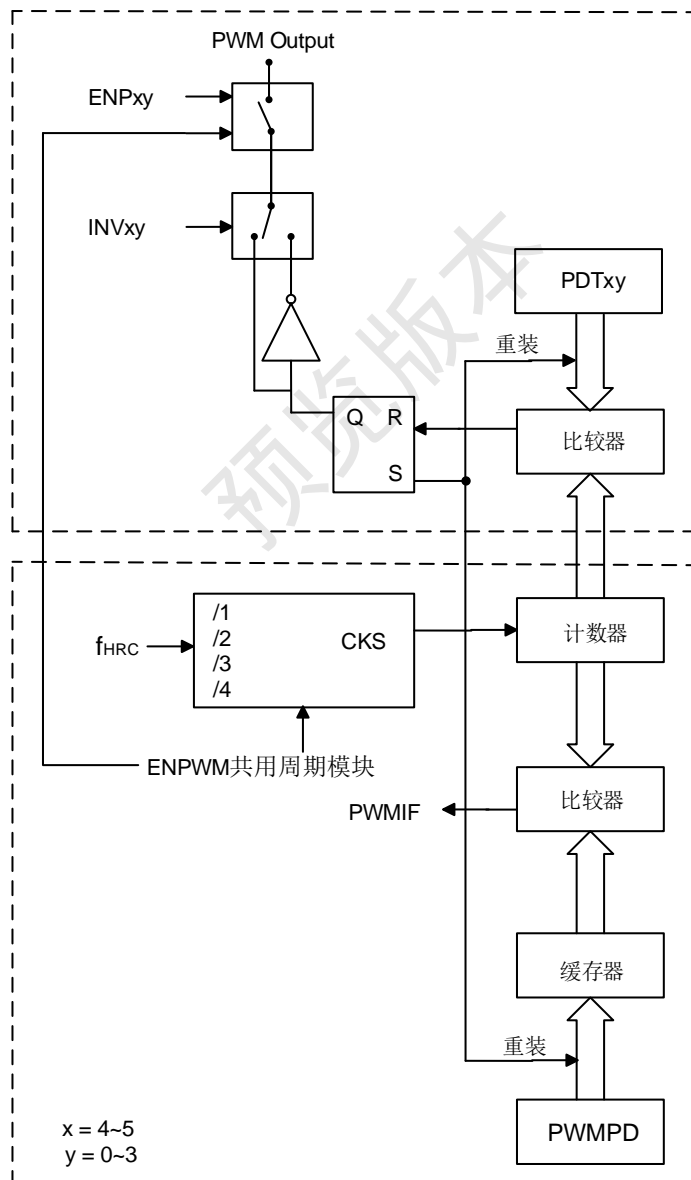 PWM Output
ENPxy
INVxy
PDTxy
重装
Q R
S
比较器
预览版本
/1
/2
/3
/4
CKS
fHRC
计数器
ENPWM共用周期模块
比较器
PWMIF
缓存器
重装
PWMPD
x = 4~5
y = 0~3